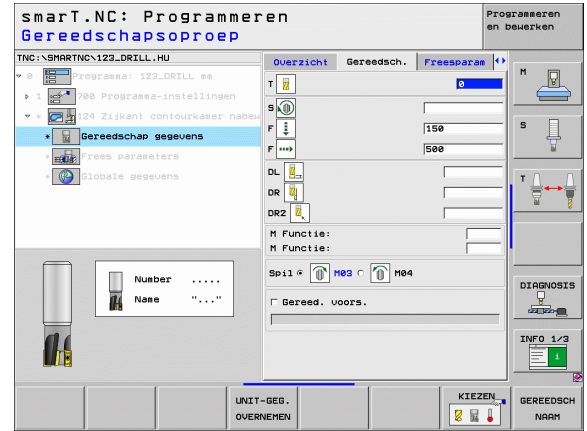 smarT.NC: Programmeren
Gereedschapsoproep
Programmeren
en bewerken
TNC:\SMARTNC\123_DRILL.HU
0 Programma: 123_DRILL mm
1 700 Programma-instellingen
* 124 Zijkant contourkamer nabew
* Gereedschap gegevens
* Frees parameters
* Globale gegevens
Number .....
Name "..."
Overzicht Gereedsch. Freesparam
T 0
S
F 150
F 500
DL
DR
DR2
M Functie:
M Functie:
Spil M03 M04
Gereed. voors.
M
S
T
DIAGNOSIS
INFO 1/3
UNIT-GEG.
OVERNEMEN
KIEZEN
GEREEDSCH
NAAM